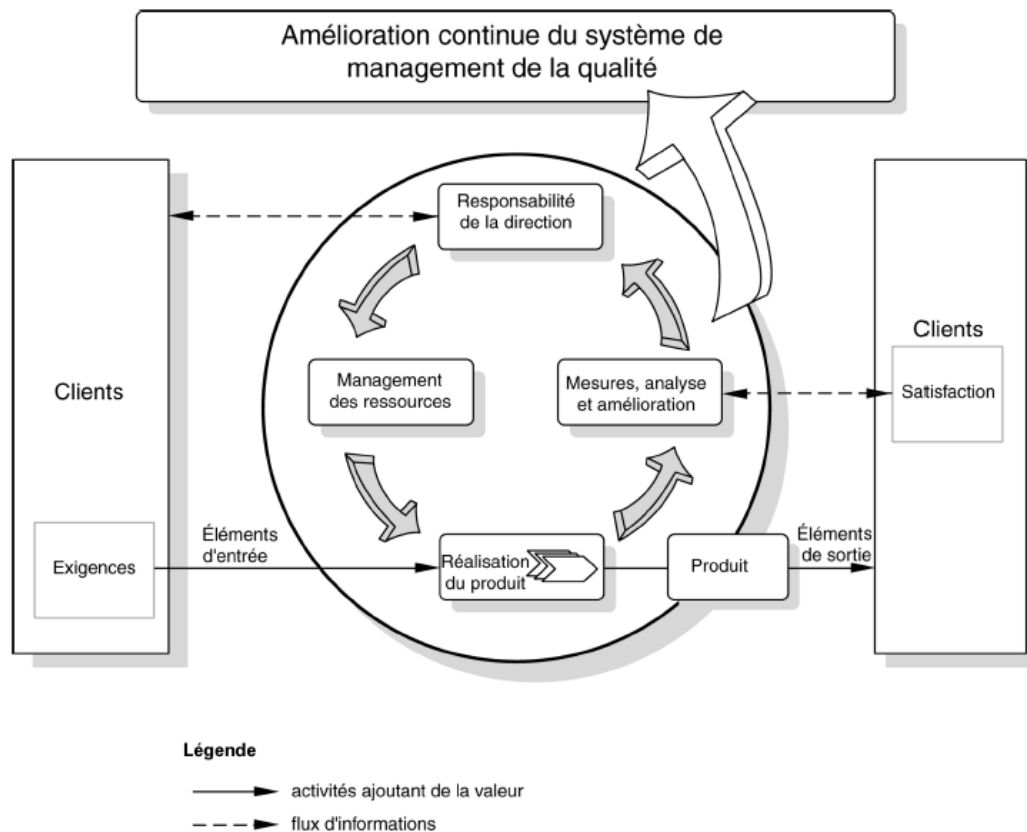 Amélioration continue du système de
management de la qualité
Responsabilité
de la direction
Clients
Management
des ressources
Mesures, analyse
et amélioration
Clients
Satisfaction
Exigences
Éléments
d'entrée
Réalisation
du produit
Produit
Éléments
de sortie
Légende
activités ajoutant de la valeur
flux d'informations